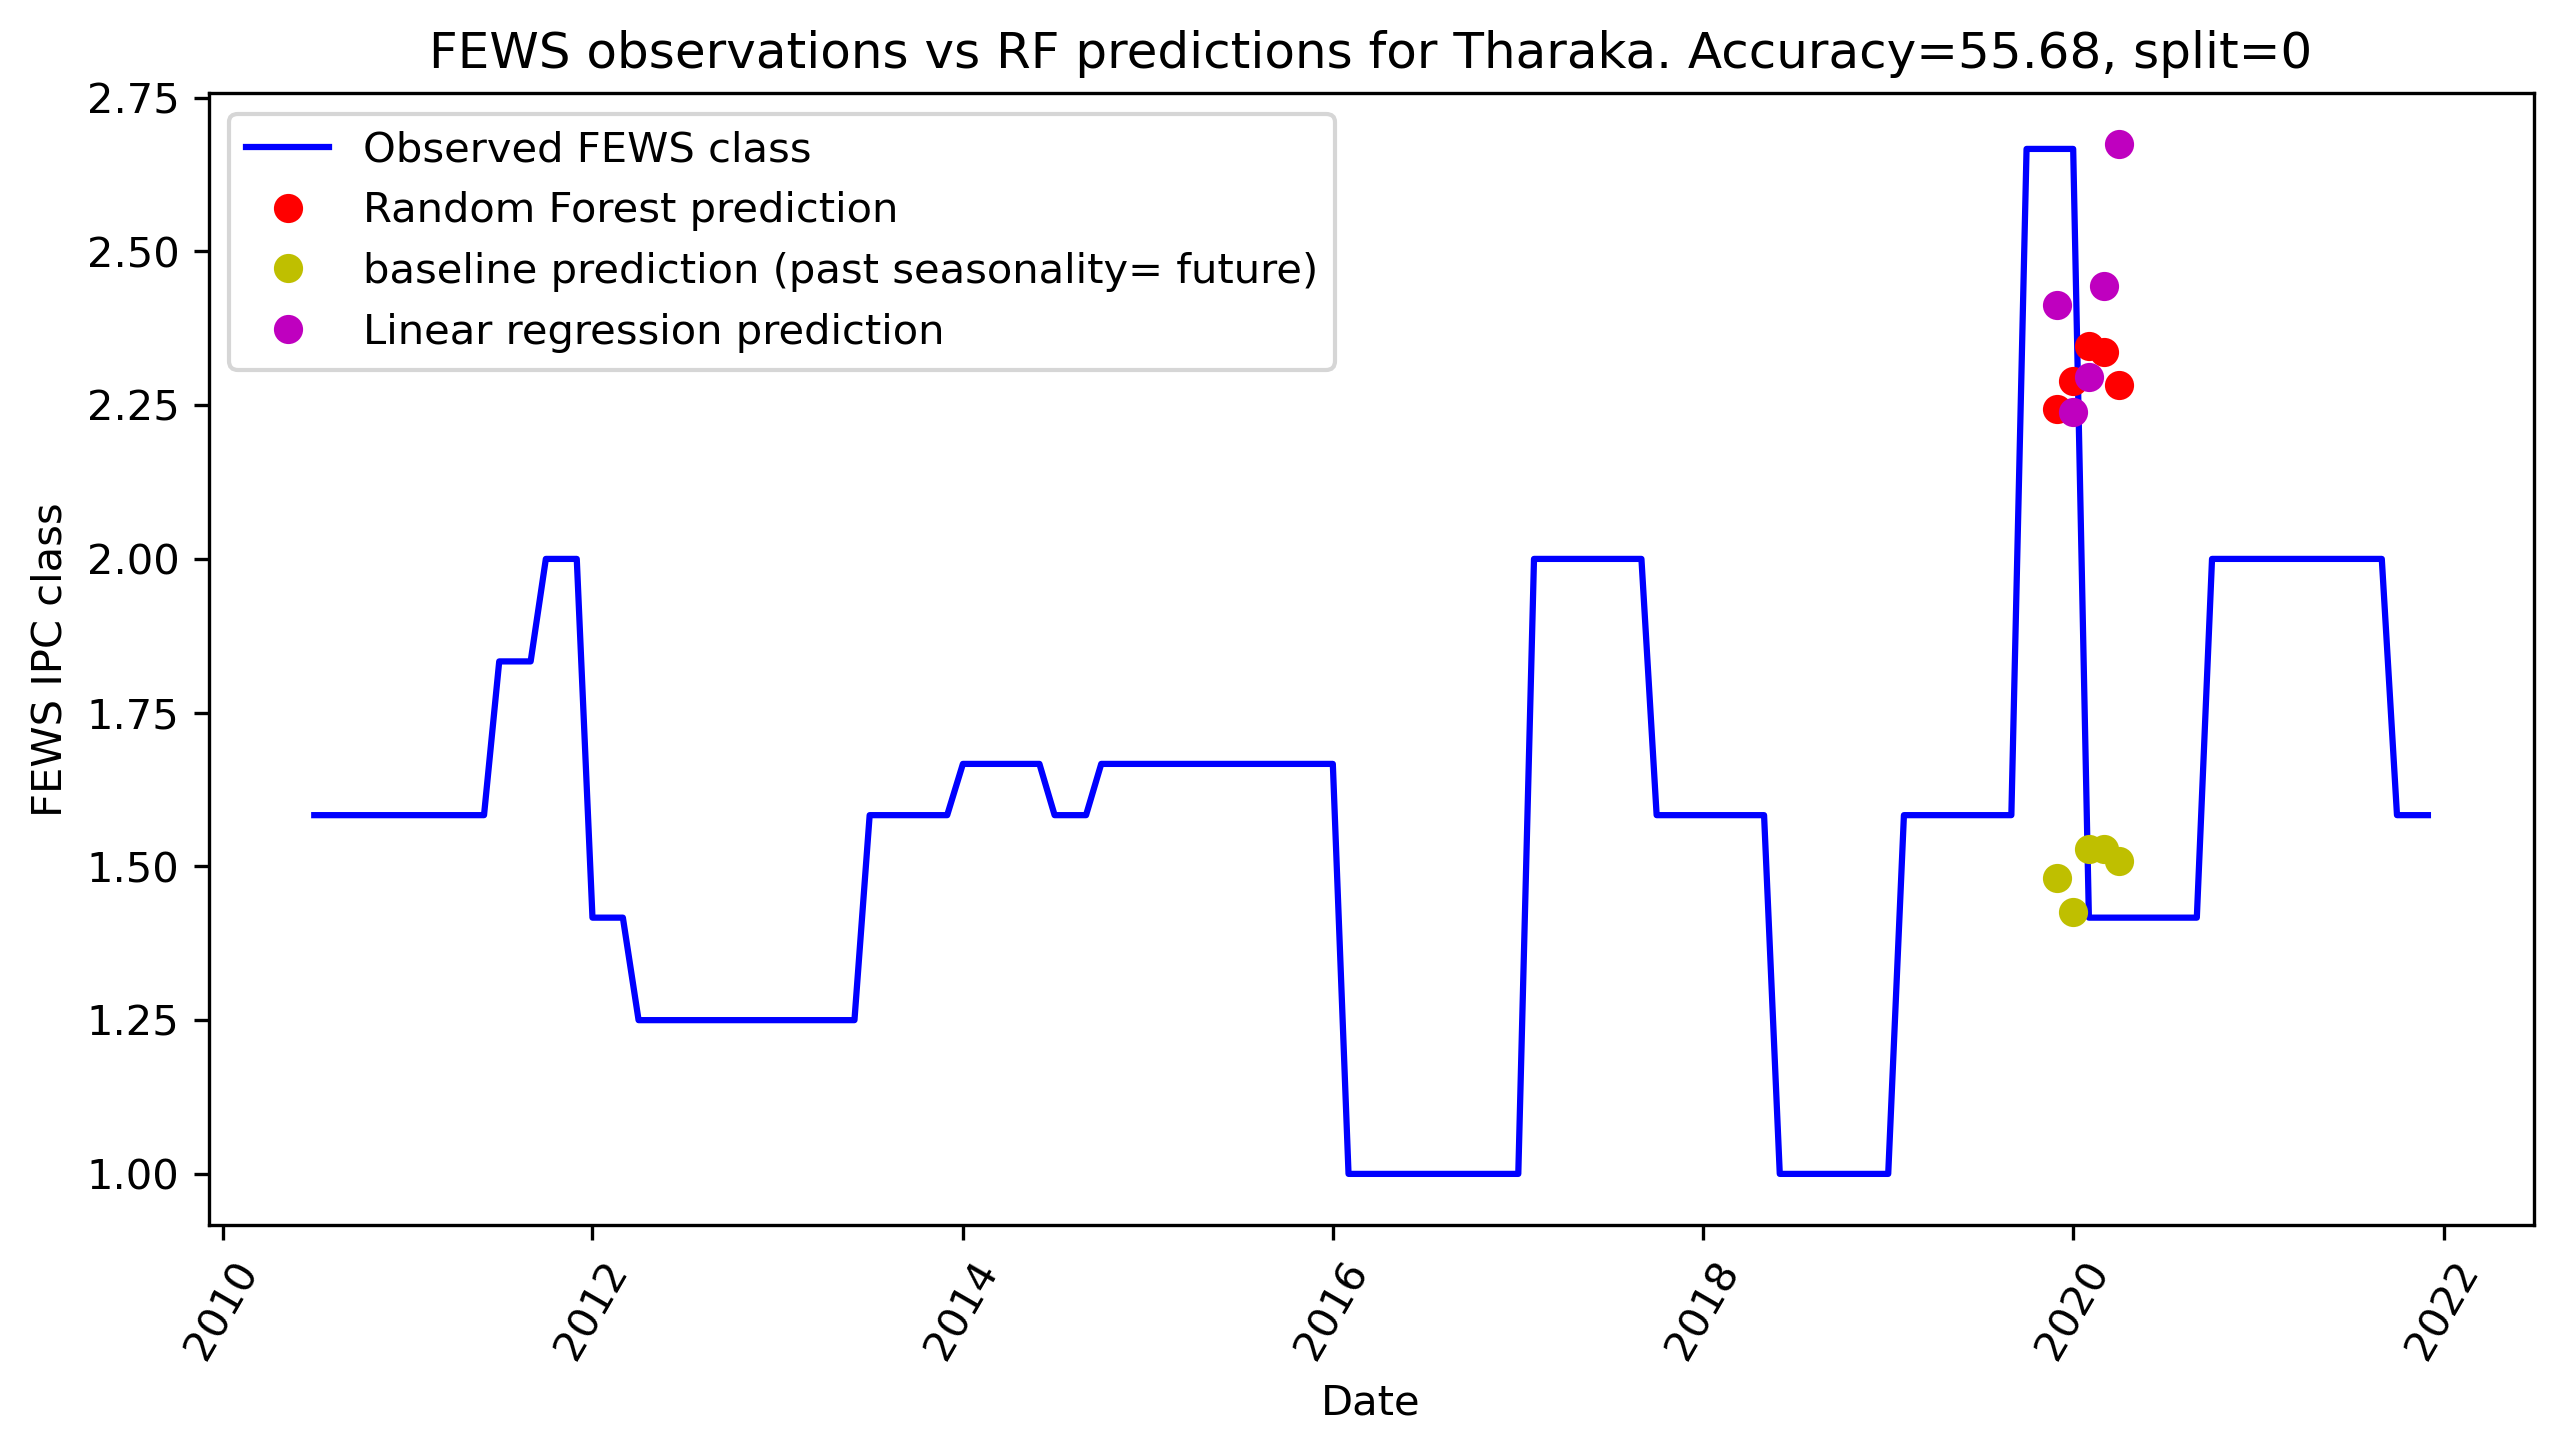 FEWS observations vs RF predictions for Tharaka. Accuracy=55.68, split=0
2.75
2.50
2.25
2.00
1.75
1.50
1.25
1.00
FEWS IPC class
Observed FEWS class
Random Forest prediction
baseline prediction (past seasonality= future)
Linear regression prediction
2010
2012
2014
2016
2018
2020
2022
Date